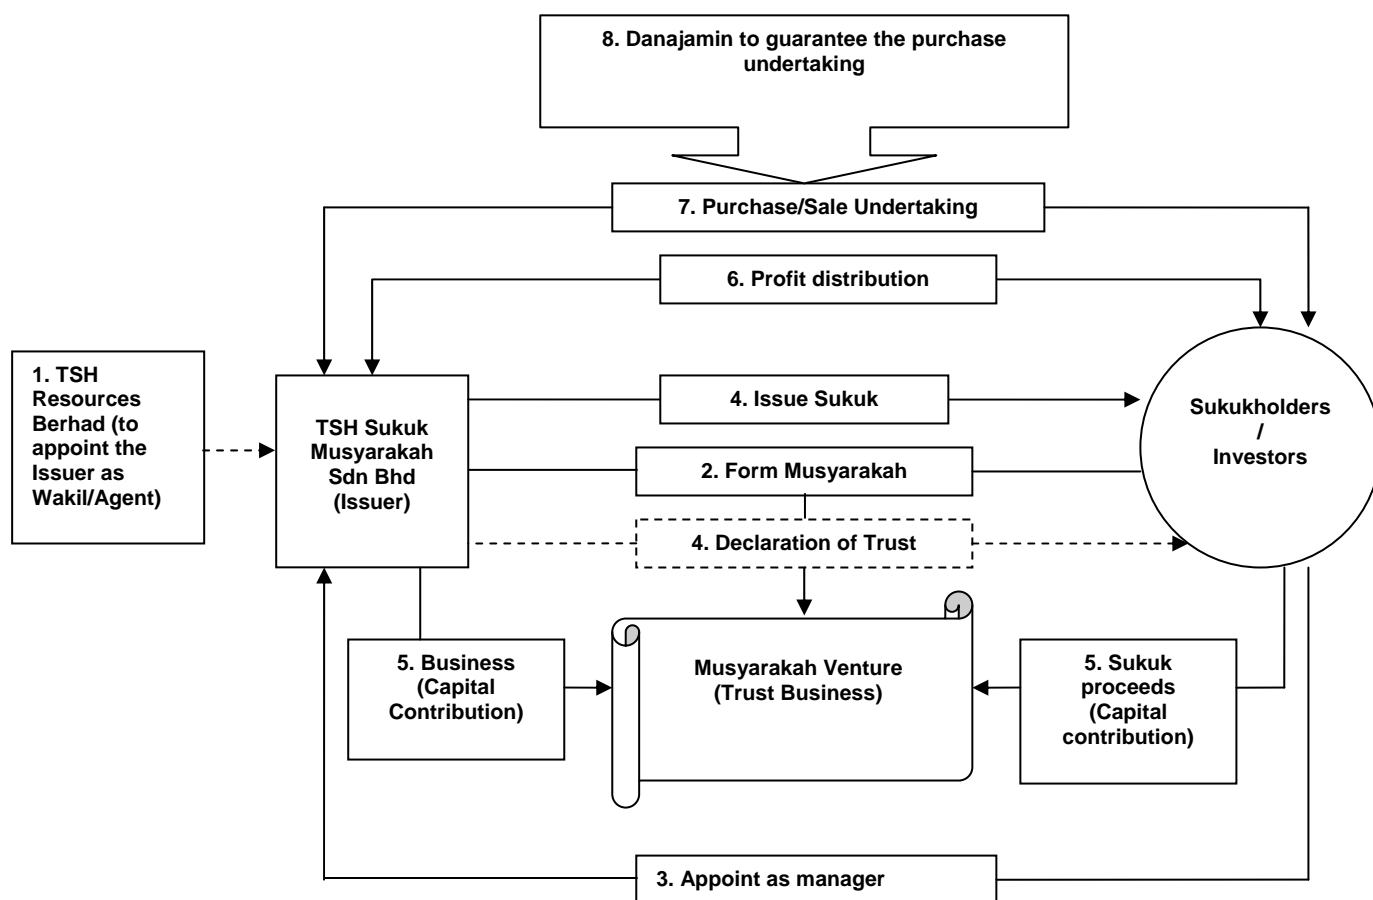 8. Danajamin to guarantee the purchase
undertaking
7. Purchase/Sale Undertaking
6. Profit distribution
1. TSH
Resources
Berhad (to
appoint the
Issuer as
Wakil/Agent)
TSH Sukuk
Musyarakah
Sdn Bhd
(Issuer)
4. Issue Sukuk
Sukukholders
/
Investors
2. Form Musyarakah
4. Declaration of Trust
5. Business
(Capital
Contribution)
Musyarakah Venture
(Trust Business)
5. Sukuk
proceeds
(Capital
contribution)
3. Appoint as manager